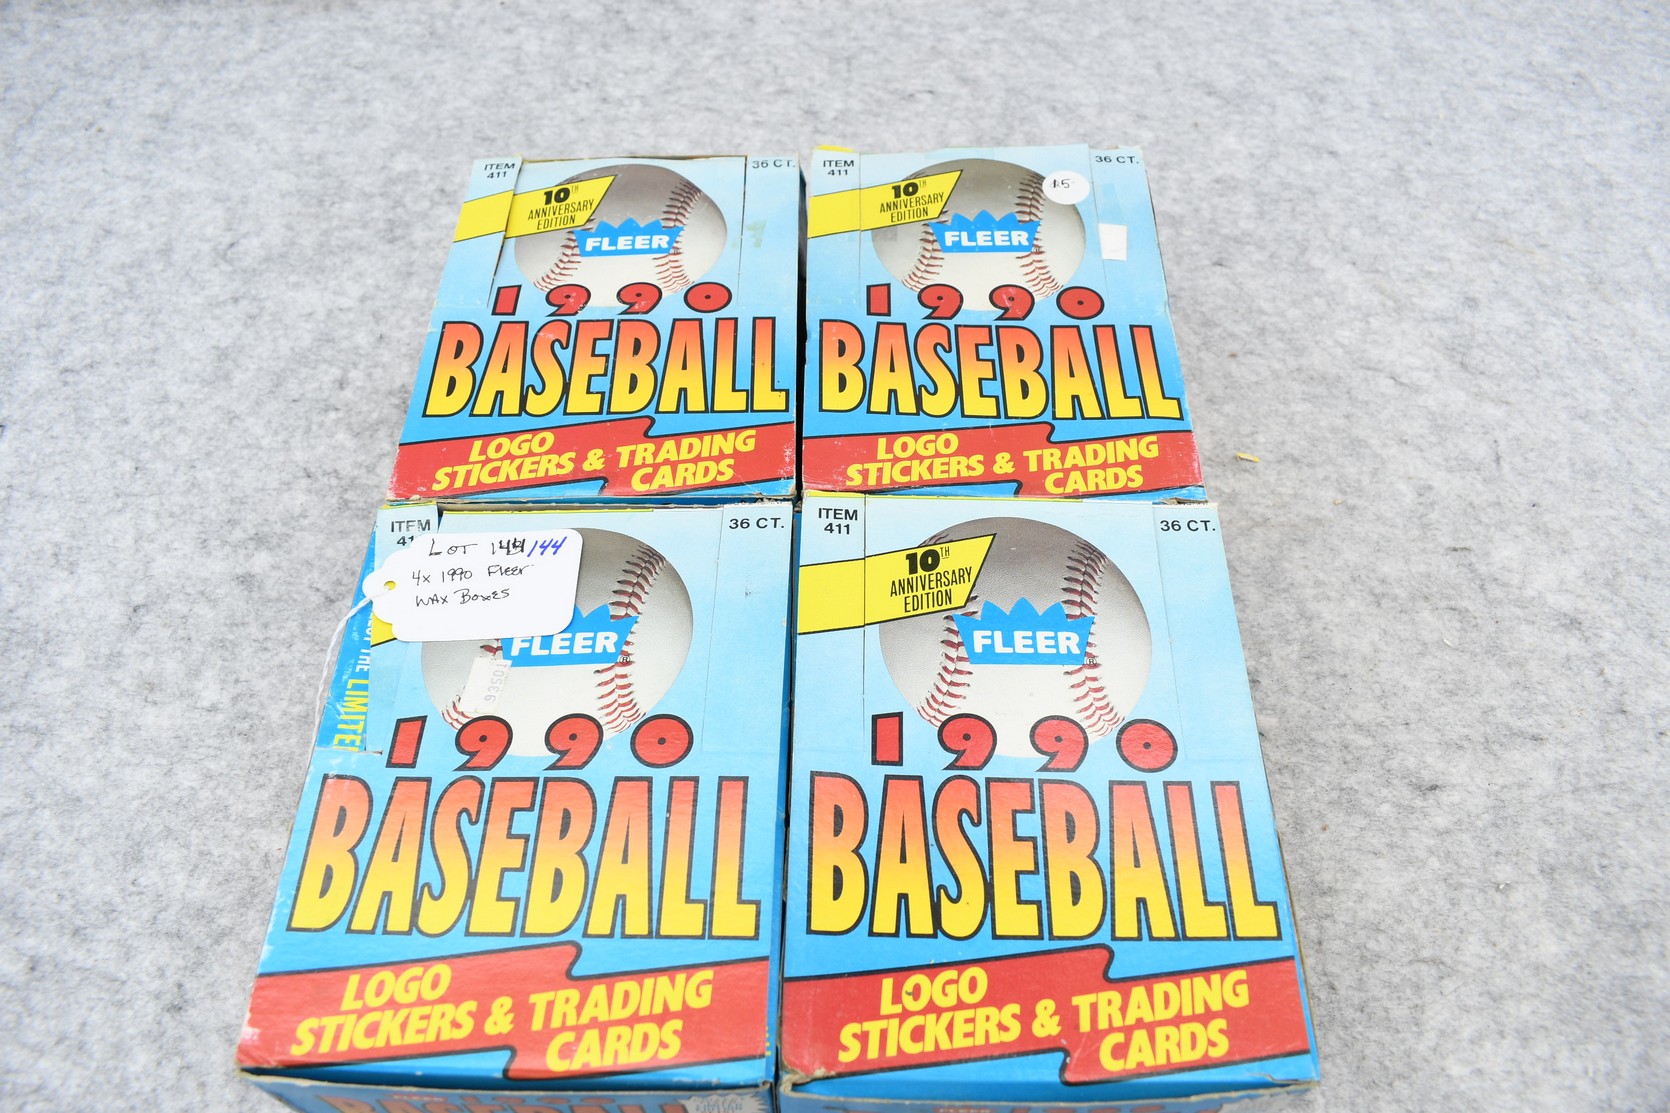 ITEM
411
36 CT.
10TH
ANNIVERSARY
EDITION
FLEER
1990
BASEBALL
LOGO
STICKERS & TRADING
CARDS
ITEM
411
36 CT.
10TH
ANNIVERSARY
EDITION
FLEER
1990
BASEBALL
LOGO
STICKERS & TRADING
CARDS
ITEM
41
36 CT.
LOT 144
4x 1990 Fleer
WAX Boxes
THE LIMITE
FLEER
®
1990
BASEBALL
LOGO
STICKERS & TRADING
CARDS
ITEM
411
36 CT.
10TH
ANNIVERSARY
EDITION
FLEER
®
1990
BASEBALL
LOGO
STICKERS & TRADING
CARDS